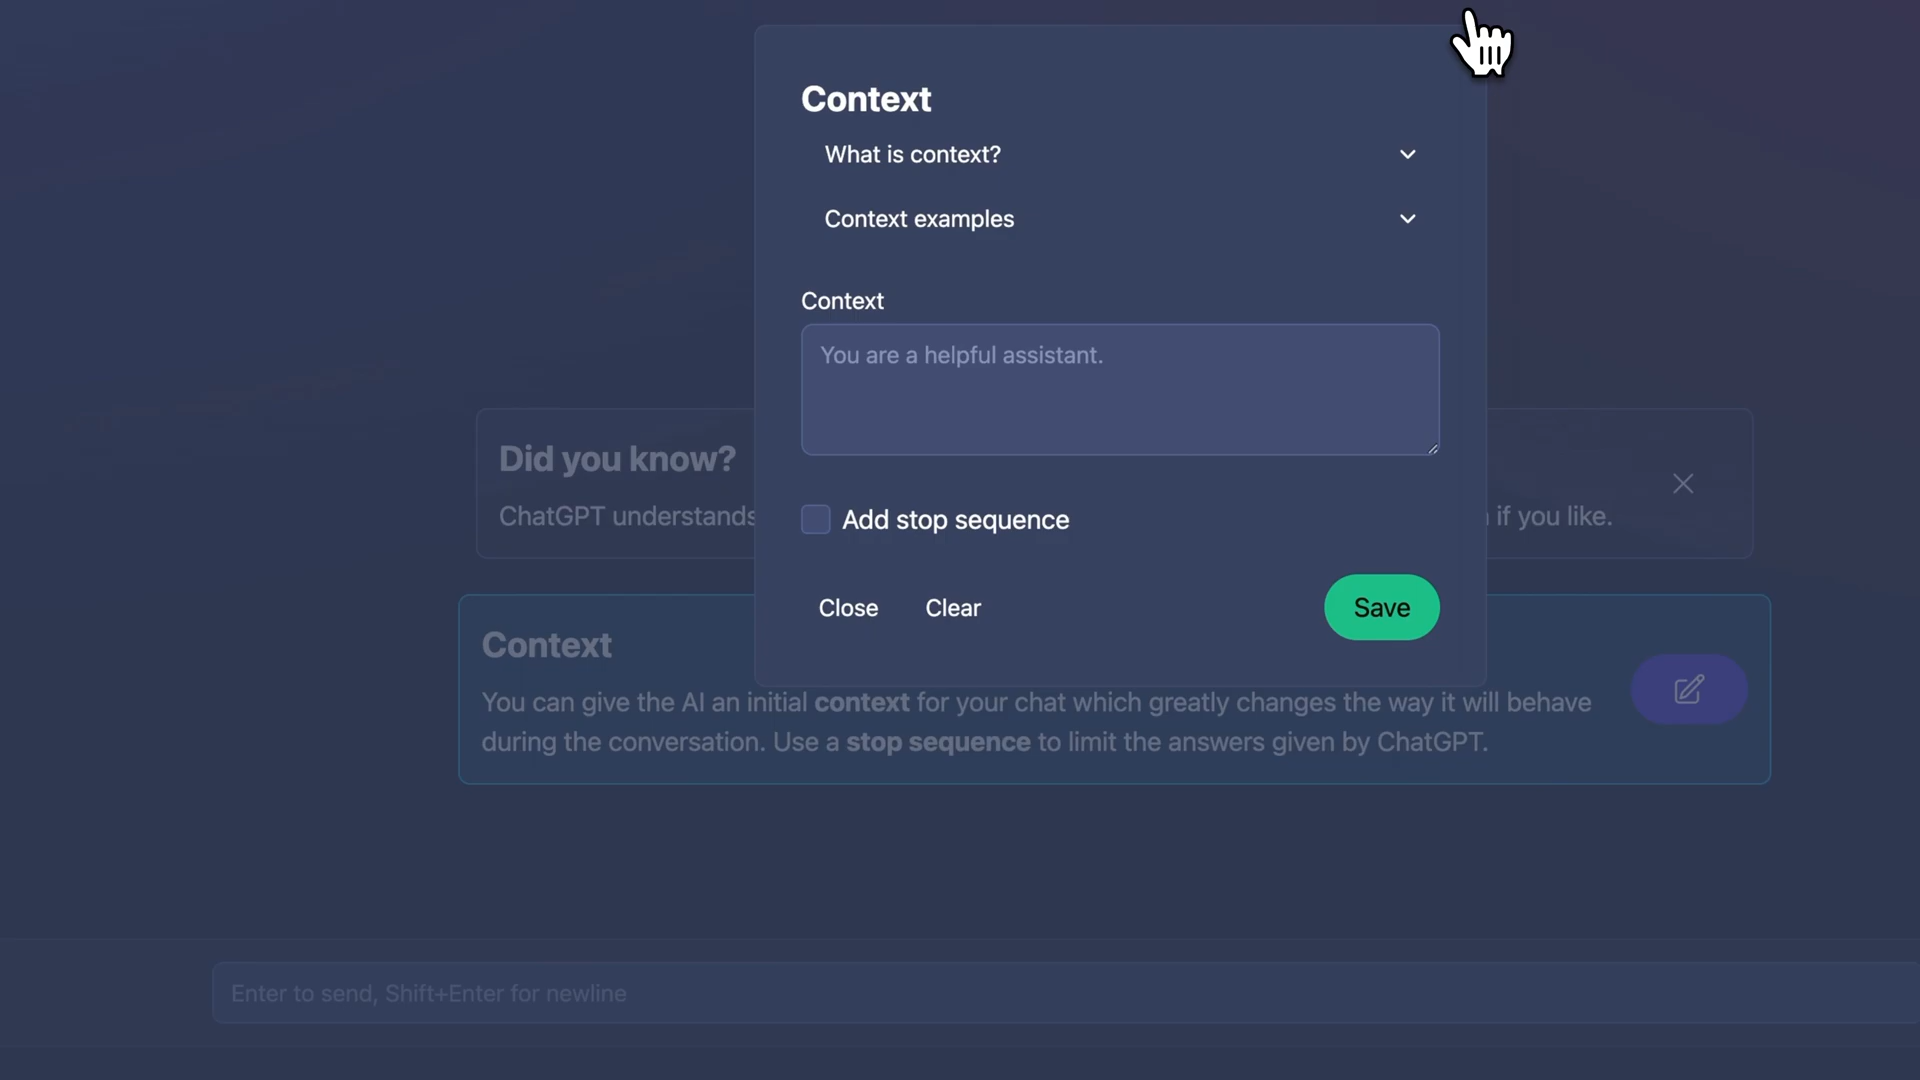 Context
What is context?
Context examples
Context
You are a helpful assistant.
Add stop sequence
Close
Clear
Save
Did you know?
ChatGPT understands
if you like.
Context
You can give the AI an initial context for your chat which greatly changes the way it will behave
during the conversation. Use a stop sequence to limit the answers given by ChatGPT.
Enter to send, Shift+Enter for newline